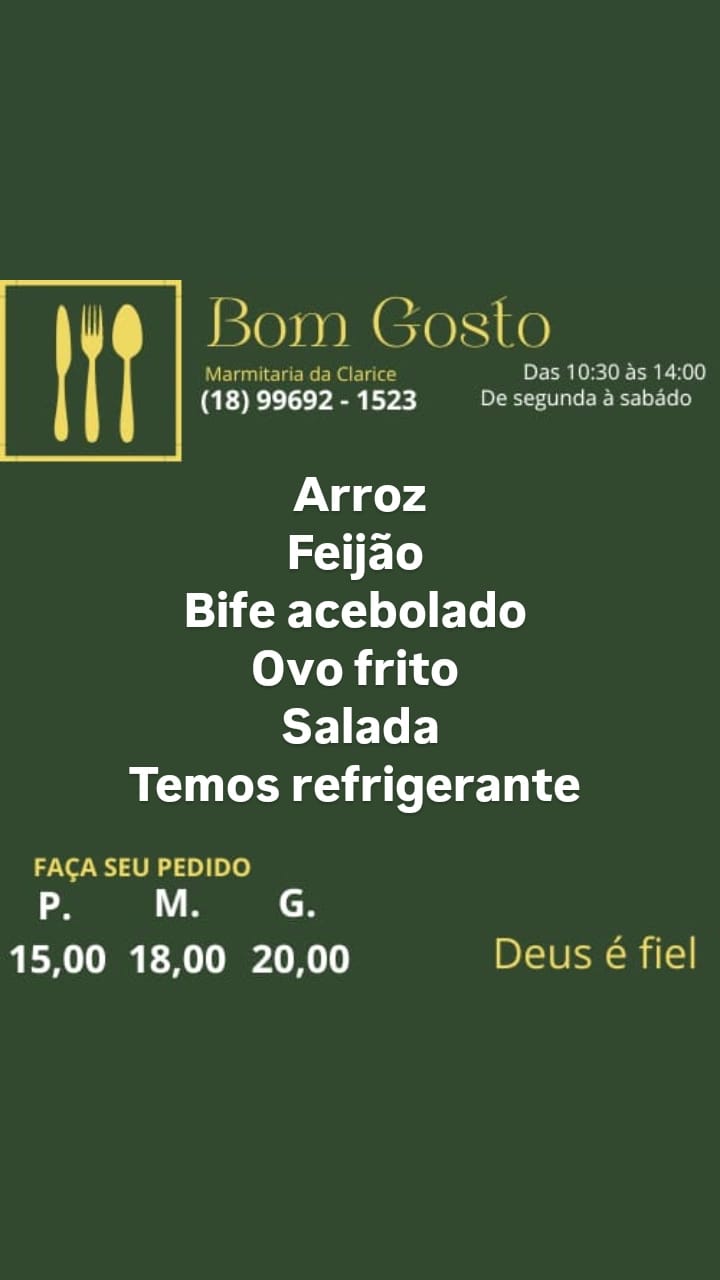 Bom Gosto
Marmitaria da Clarice
(18) 99692 - 1523
Das 10:30 às 14:00
De segunda à sabádo
Arroz
Feijão
Bife acebolado
Ovo frito
Salada
Temos refrigerante
FAÇA SEU PEDIDO
P. M. G.
15,00 18,00 20,00
Deus é fiel